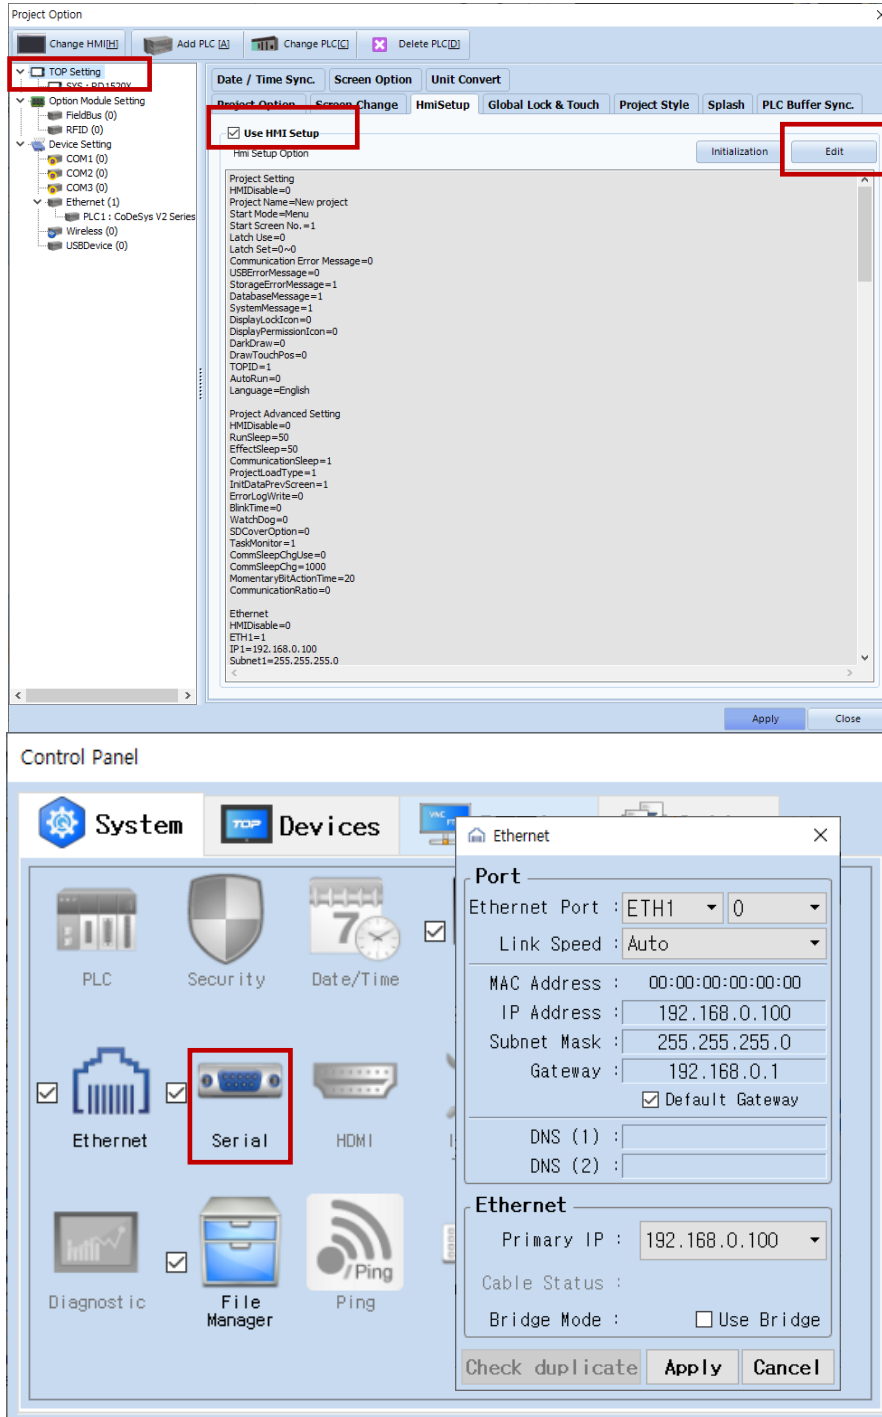 Project Option
Change HMI[H] Add PLC [A] Change PLC[C] Delete PLC[D]
TOP Setting
SYS : RD1520X
Option Module Setting
FieldBus (0)
RFID (0)
Device Setting
COM1 (0)
COM2 (0)
COM3 (0)
Ethernet (1)
PLC1 : CoDeSys V2 Series
Wireless (0)
USBDevice (0)
Date / Time Sync. Screen Option Unit Convert
Project Option Screen Change HmiSetup Global Lock & Touch Project Style Splash PLC Buffer Sync.
Use HMI Setup
Hmi Setup Option Initialization Edit
Project Setting
HMIDisable=0
Project Name=New project
Start Mode=Menu
Start Screen No.=1
Latch Use=0
Latch Set=0~0
Communication Error Message=0
USBErrorMessage=0
StorageErrorMessage=1
DatabaseMessage=1
SystemMessage=1
DisplayLockIcon=0
DisplayPermissionIcon=0
DarkDraw=0
DrawTouchPos=0
TOPID=1
AutoRun=0
Language=English
Project Advanced Setting
HMIDisable=0
RunSleep=50
EffectSleep=50
CommunicationSleep=1
ProjectLoadType=1
InitDataPrevScreen=1
ErrorLogWrite=0
BlinkTime=0
WatchDog=0
SDCoverOption=0
TaskMonitor=1
CommSleepChgUse=0
CommSleepChg=1000
MomentaryBitActionTime=20
CommunicationRatio=0
Ethernet
HMIDisable=0
ETH1=1
IP1=192.168.0.100
Subnet1=255.255.255.0
Apply Close
Control Panel
System TOP Devices VNC
PLC Security 7 Date/Time
Ethernet Serial HDMI
Diagnostic File Manager /Ping Ping
Ethernet
Port
Ethernet Port : ETH1 0
Link Speed : Auto
MAC Address : 00:00:00:00:00:00
IP Address : 192.168.0.100
Subnet Mask : 255.255.255.0
Gateway : 192.168.0.1
Default Gateway
DNS (1) :
DNS (2) :
Ethernet
Primary IP : 192.168.0.100
Cable Status :
Bridge Mode : Use Bridge
Check duplicate Apply Cancel